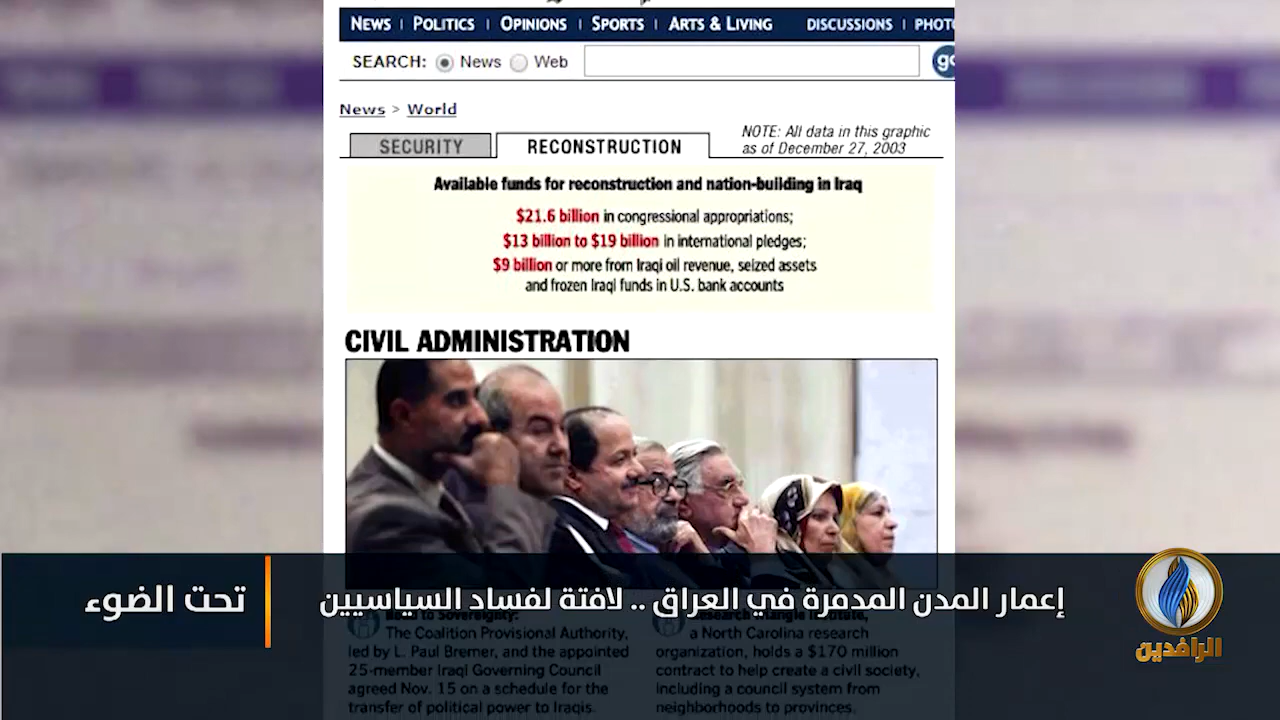 NEWS | POLITICS | OPINIONS | SPORTS | ARTS & LIVING DISCUSSIONS |
SEARCH: News Web
News > World
SECURITY
RECONSTRUCTION
NOTE: All data in this graphic
as of December 27, 2003
Available funds for reconstruction and nation-building in Iraq
$21.6 billion in congressional appropriations;
$13 billion to $19 billion in international pledges;
$9 billion or more from Iraqi oil revenue, seized assets
and frozen Iraqi funds in U.S. bank accounts
CIVIL ADMINISTRATION
إعمار المدن المدمرة في العراق .. لافتة لفساد السياسيين
تحت الضوء
الرافدين
The Coalition Provisional Authority,
led by L. Paul Bremer, and the appointed
25-member Iraqi Governing Council
agreed Nov. 15 on a schedule for the
transfer of political power to Iraqis.
a North Carolina research
organization, holds a $170 million
contract to help create a civil society,
including a council system from
neighborhoods to provinces.